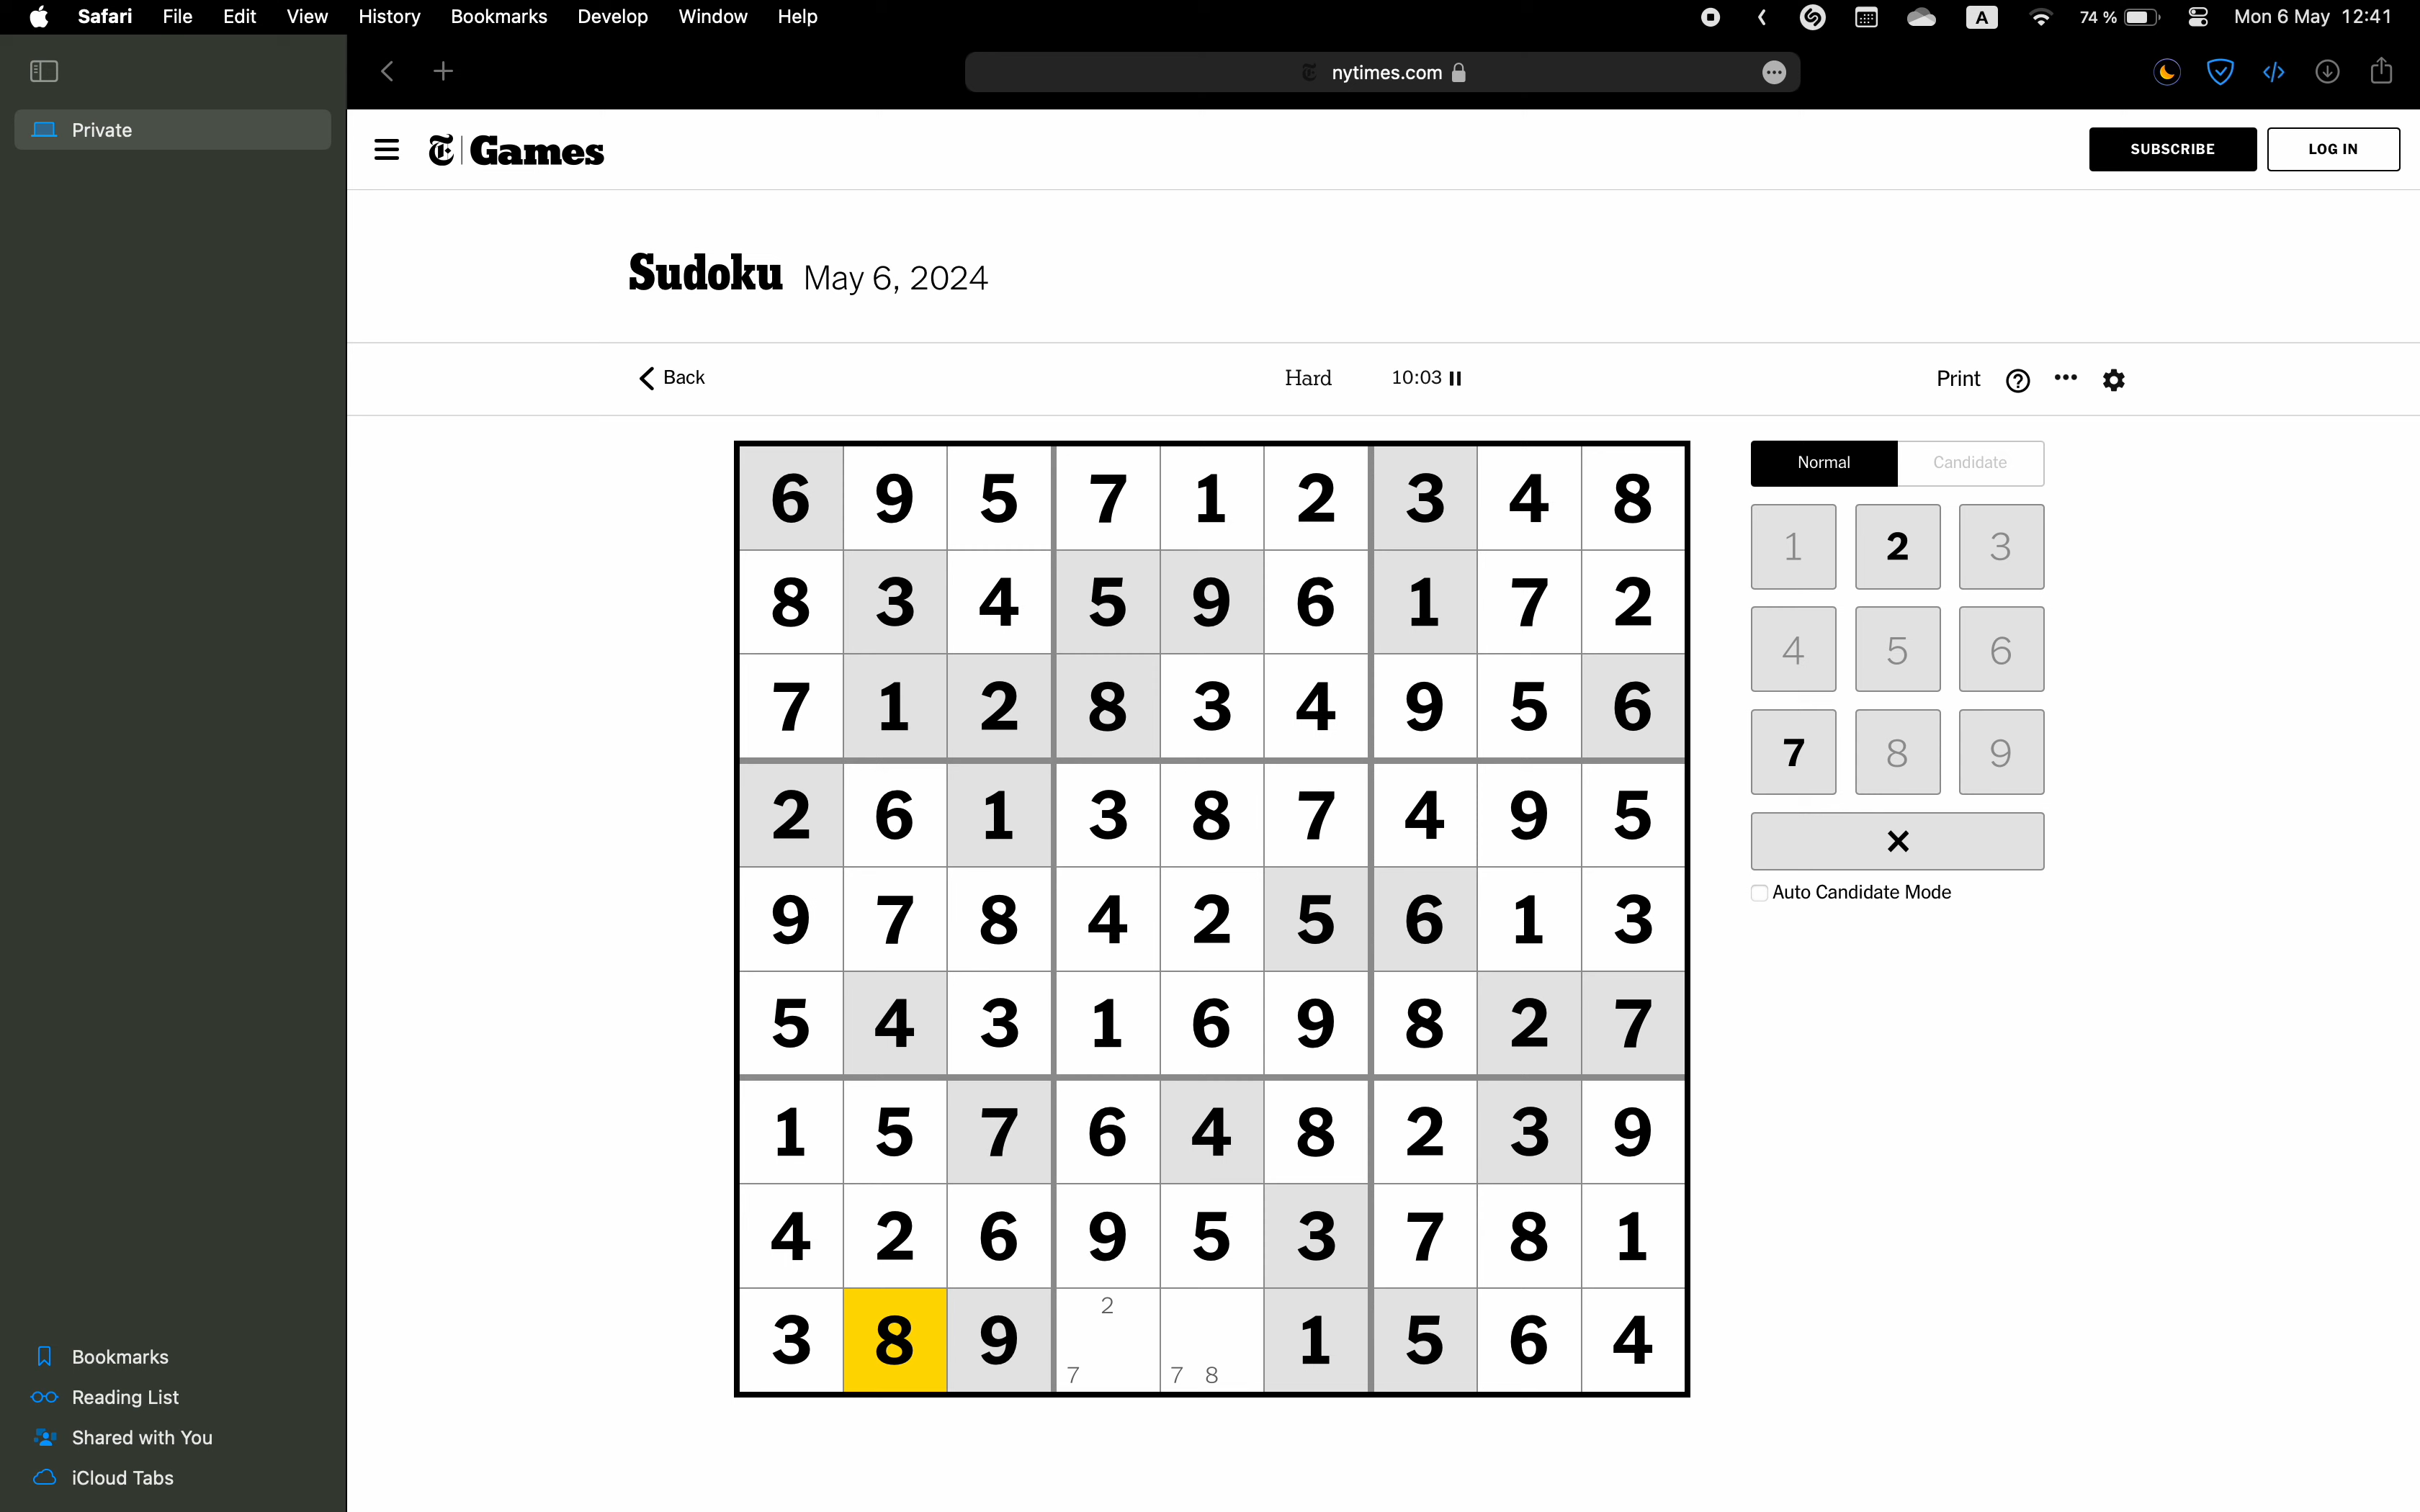 Safari File Edit View History Bookmarks Develop Window Help A 74 % Mon 6 May 12:41
nytimes.com
Private
T Games SUBSCRIBE LOG IN
Sudoku May 6, 2024
Back Hard 10:03 Print
Normal Candidate
6 9 5 7 1 2 3 4 8
8 3 4 5 9 6 1 7 2
7 1 2 8 3 4 9 5 6
2 6 1 3 8 7 4 9 5
9 7 8 4 2 5 6 1 3
5 4 3 1 6 9 8 2 7
1 5 7 6 4 8 2 3 9
4 2 6 9 5 3 7 8 1
2
3 8 9 1 5 6 4
7 7 8
1 2 3
4 5 6
7 8 9
Auto Candidate Mode
Bookmarks
Reading List
Shared with You
iCloud Tabs